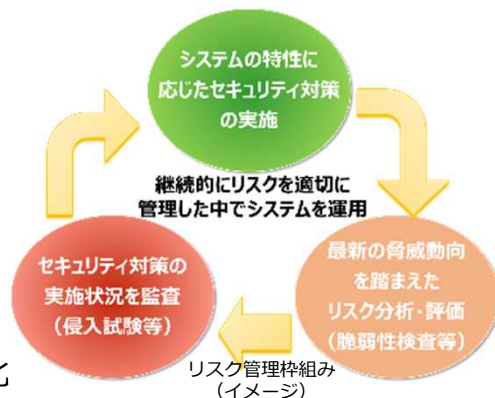 システムの特性に
応じたセキュリティ対策
の実施
継続的にリスクを適切に
管理した中でシステムを運用
セキュリティ対策の
実施状況を監査
(侵入試験等)
最新の脅威動向
を踏まえた
リスク分析・評価
(脆弱性検査等)
リスク管理枠組み
(イメージ)